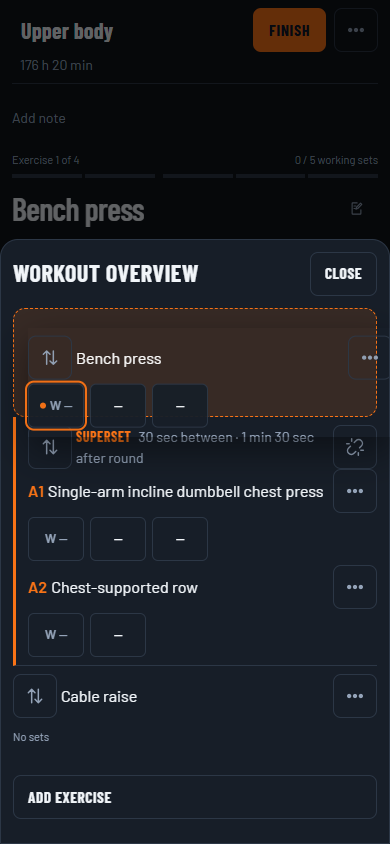 Upper body
FINISH
176 h 20 min
Add note
Exercise 1 of 4
0 / 5 working sets
Bench press
WORKOUT OVERVIEW
CLOSE
Bench press
W – – –
SUPERSET 30 sec between · 1 min 30 sec
after round
A1 Single-arm incline dumbbell chest press
W – – –
A2 Chest-supported row
W – –
Cable raise
No sets
ADD EXERCISE